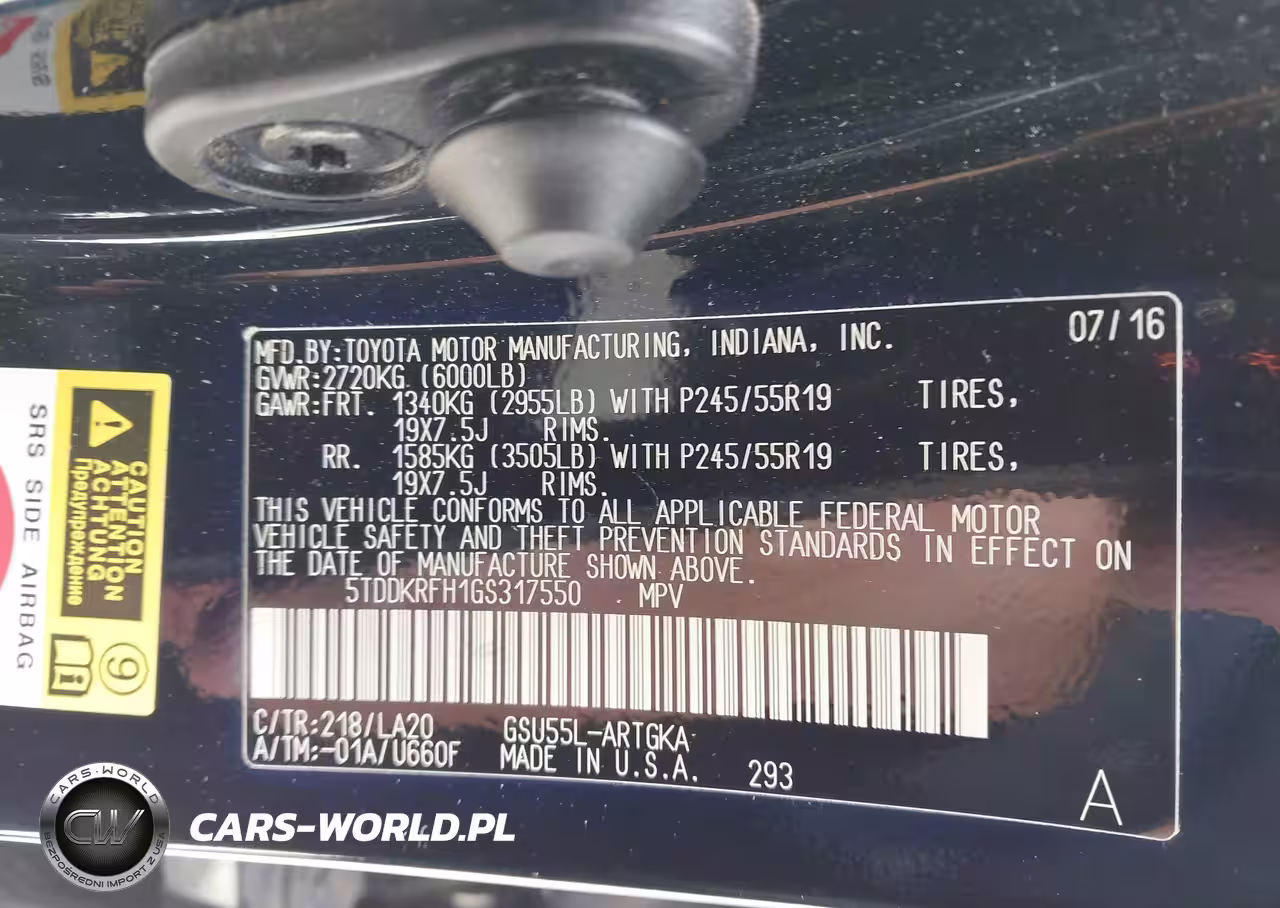 07/16
MFD.BY:TOYOTA MOTOR MANUFACTURING, INDIANA, INC.
GVWR:2720KG (6000LB)
GAWR:FRT. 1340KG (2955LB) WITH P245/55R19 TIRES,
19X7.5J RIMS.
RR. 1585KG (3505LB) WITH P245/55R19 TIRES,
19X7.5J RIMS.
THIS VEHICLE CONFORMS TO ALL APPLICABLE FEDERAL MOTOR
VEHICLE SAFETY AND THEFT PREVENTION STANDARDS IN EFFECT ON
THE DATE OF MANUFACTURE SHOWN ABOVE.
5TDDKRFH1GS317550 MPV
C/TR:218/LA20 GSU55L-ARTGKA
A/TM:-01A/U660F MADE IN U.S.A. 293
A
CAUTION
ATTENTION
ACHTUNG
Предупреждение
SRS SIDE AIRBAG
CARS-WORLD
CW
BEZPOŚREDNI IMPORT Z USA
CARS-WORLD.PL